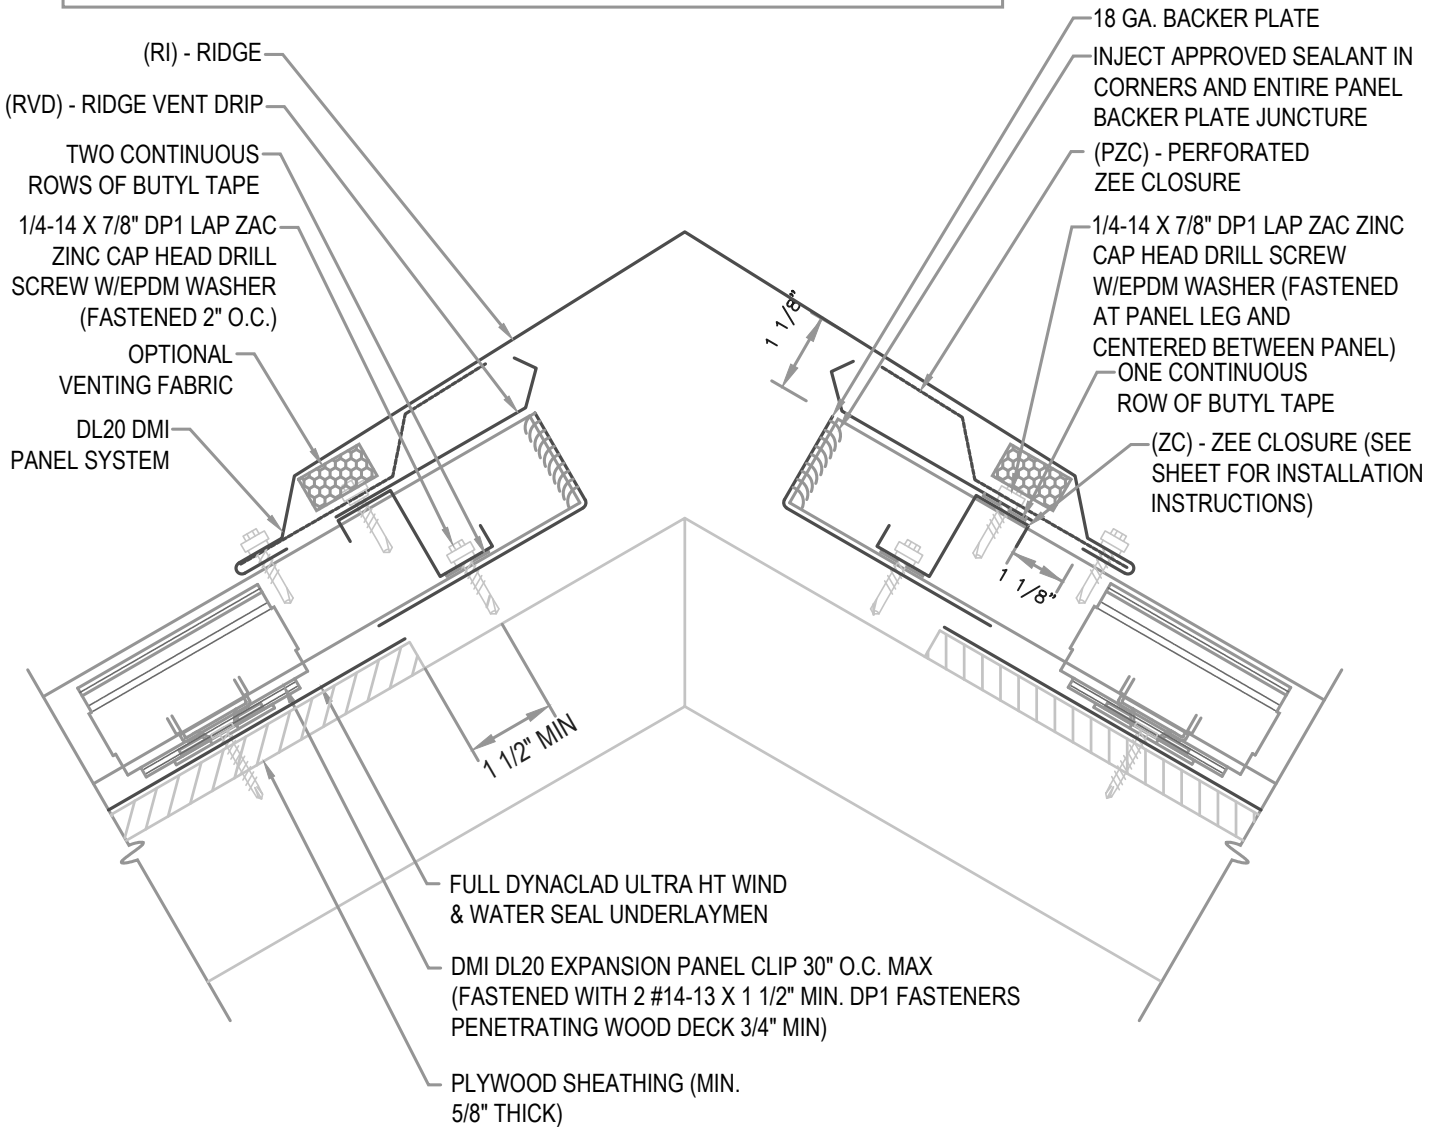 (RI) - RIDGE
(RVD) - RIDGE VENT DRIP
TWO CONTINUOUS
ROWS OF BUTYL TAPE
1/4-14 X 7/8" DP1 LAP ZAC
ZINC CAP HEAD DRILL
SCREW W/EPDM WASHER
(FASTENED 2" O.C.)
OPTIONAL
VENTING FABRIC
DL20 DMI
PANEL SYSTEM
18 GA. BACKER PLATE
INJECT APPROVED SEALANT IN
CORNERS AND ENTIRE PANEL
BACKER PLATE JUNCTURE
(PZC) - PERFORATED
ZEE CLOSURE
1/4-14 X 7/8" DP1 LAP ZAC ZINC
CAP HEAD DRILL SCREW
W/EPDM WASHER (FASTENED
AT PANEL LEG AND
CENTERED BETWEEN PANEL)
ONE CONTINUOUS
ROW OF BUTYL TAPE
(ZC) - ZEE CLOSURE (SEE
SHEET FOR INSTALLATION
INSTRUCTIONS)
1 1/8"
1 1/8"
1 1/2" MIN
FULL DYNACLAD ULTRA HT WIND
& WATER SEAL UNDERLAYMEN
DMI DL20 EXPANSION PANEL CLIP 30" O.C. MAX
(FASTENED WITH 2 #14-13 X 1 1/2" MIN. DP1 FASTENERS
PENETRATING WOOD DECK 3/4" MIN)
PLYWOOD SHEATHING (MIN.
5/8" THICK)